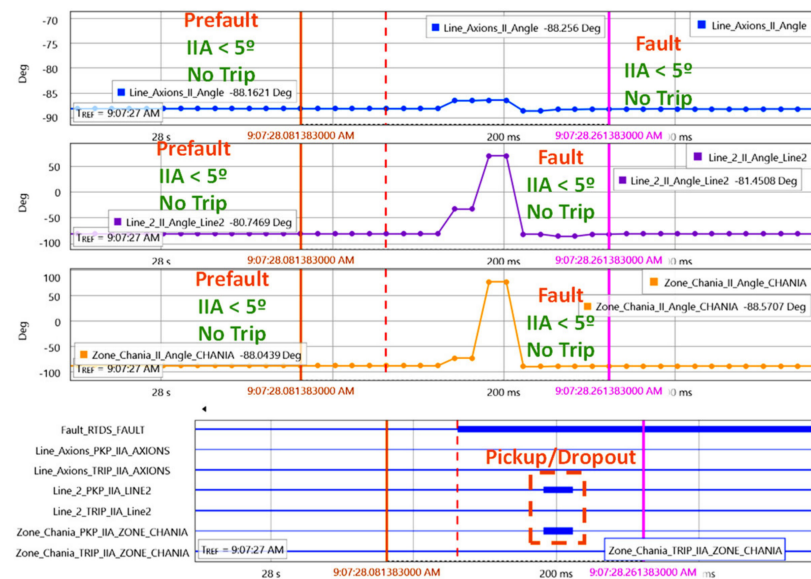 -70
-75
-80
-85
-90
Deg
Prefault
IIA < 5º
No Trip
Line_Axions_II_Angle -88.1621 Deg
TREF = 9:07:27 AM
Line_Axions_II_Angle -88.256 Deg
Line_Axions_II_Angle
Fault
IIA < 5º
No Trip
28 s
9:07:28.081383000 AM
200 ms
9:07:28.261383000 AM
50
0
-50
-100
Deg
Prefault
IIA < 5º
No Trip
Line_2_II_Angle_Line2 -80.7469 Deg
TREF = 9:07:27 AM
Fault
IIA < 5º
No Trip
Line_2_II_Angle_Line2
Line_2_II_Angle_Line2 -81.4508 Deg
28 s
9:07:28.081383000 AM
200 ms
9:07:28.261383000 AM
100
50
0
-50
-100
Deg
Prefault
IIA < 5º
No Trip
Zone_Chania_II_Angle_CHANIA -88.0439 Deg
= 9:07:27 AM
Fault
IIA < 5º
No Trip
Zone_Chania_II_Angle_CHANIA
Zone_Chania_II_Angle_CHANIA -88.5707 Deg
28 s
9:07:28.081383000 AM
200 ms
9:07:28.261383000 AM
Fault_RTDS_FAULT
Line_Axions_PKP_IIA_AXIONS
Line_Axions_TRIP_IIA_AXIONS
Line_2_PKP_IIA_LINE2
Line_2_TRIP_IIA_Line2
Zone_Chania_PKP_IIA_ZONE_CHANIA
Zone_Chania_TRIP_IIA_ZONE_CHANIA
Pickup/Dropout
TREF = 9:07:27 AM
Zone_Chania_TRIP_IIA_ZONE_CHANIA
28 s
9:07:28.081383000 AM
200 ms
9:07:28.261383000 AM
ms